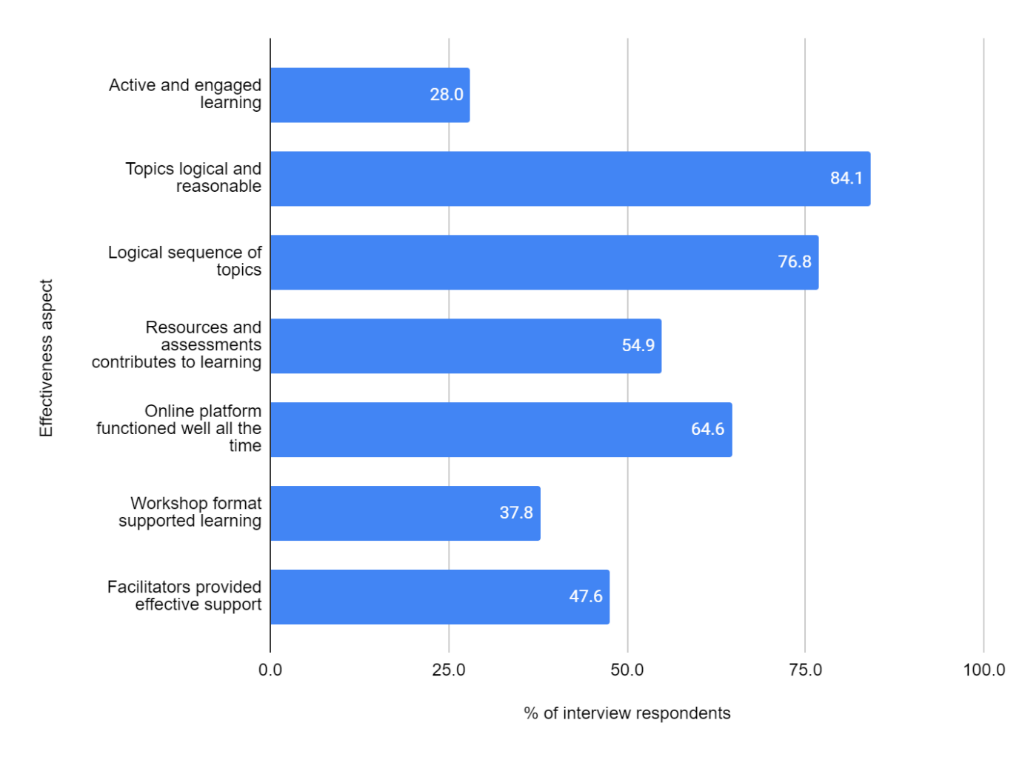 Active and engaged
learning
28.0
Topics logical and
reasonable
84.1
Logical sequence of
topics
76.8
Resources and
assessments
contributes to learning
54.9
Online platform
functioned well all the
time
64.6
Workshop format
supported learning
37.8
Facilitators provided
effective support
47.6
Effectiveness aspect
0.0 25.0 50.0 75.0 100.0
% of interview respondents